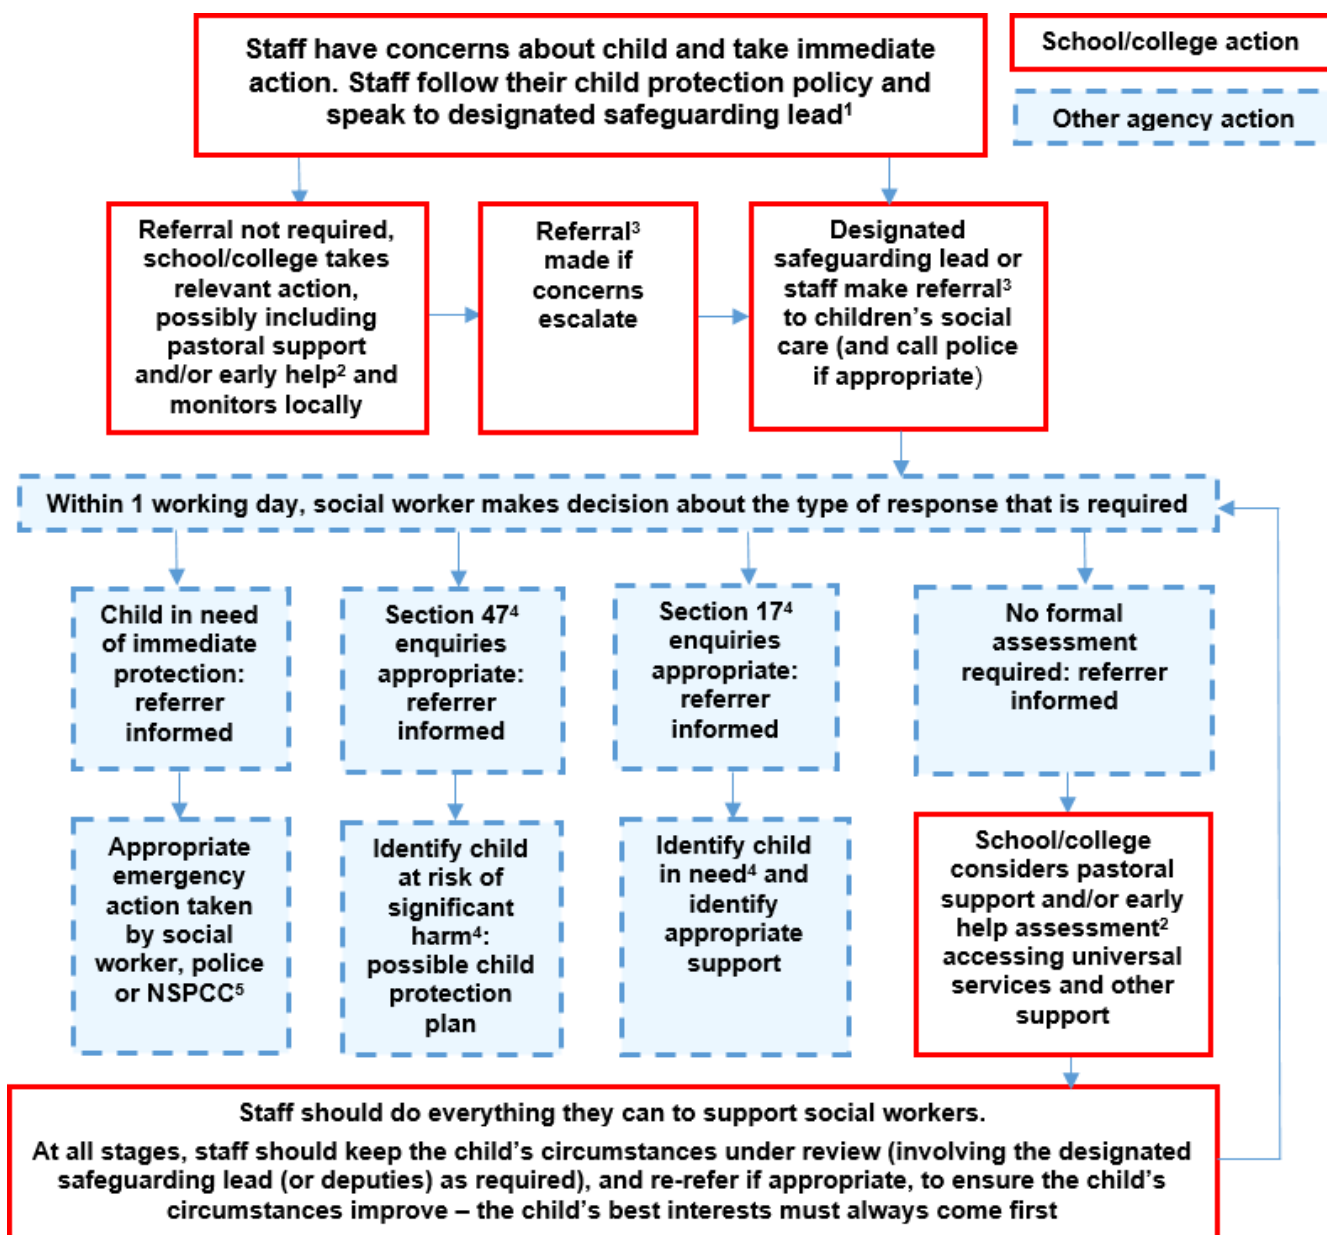 Staff have concerns about child and take immediate
action. Staff follow their child protection policy and
speak to designated safeguarding lead¹
School/college action
Other agency action
Referral not required,
school/college takes
relevant action,
possibly including
pastoral support
and/or early help² and
monitors locally
Referral³
made if
concerns
escalate
Designated
safeguarding lead or
staff make referral³
to children’s social
care (and call police
if appropriate)
Within 1 working day, social worker makes decision about the type of response that is required
Child in need
of immediate
protection:
referrer
informed
Section 47⁴
enquiries
appropriate:
referrer
informed
Section 17⁴
enquiries
appropriate:
referrer
informed
No formal
assessment
required: referrer
informed
Appropriate
emergency
action taken
by social
worker, police
or NSPCC⁵
Identify child
at risk of
significant
harm⁴:
possible child
protection
plan
Identify child
in need⁴ and
identify
appropriate
support
School/college
considers pastoral
support and/or early
help assessment²
accessing universal
services and other
support
Staff should do everything they can to support social workers.
At all stages, staff should keep the child’s circumstances under review (involving the designated
safeguarding lead (or deputies) as required), and re-refer if appropriate, to ensure the child’s
circumstances improve – the child’s best interests must always come first